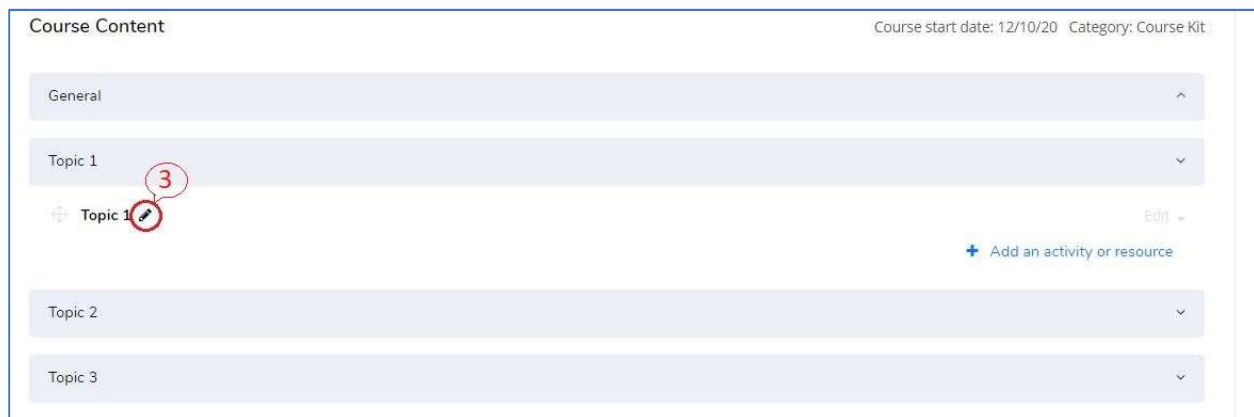 Course Content
Course start date: 12/10/20 Category: Course Kit
General
Topic 1
3
Topic 1
Edit
Add an activity or resource
Topic 2
Topic 3